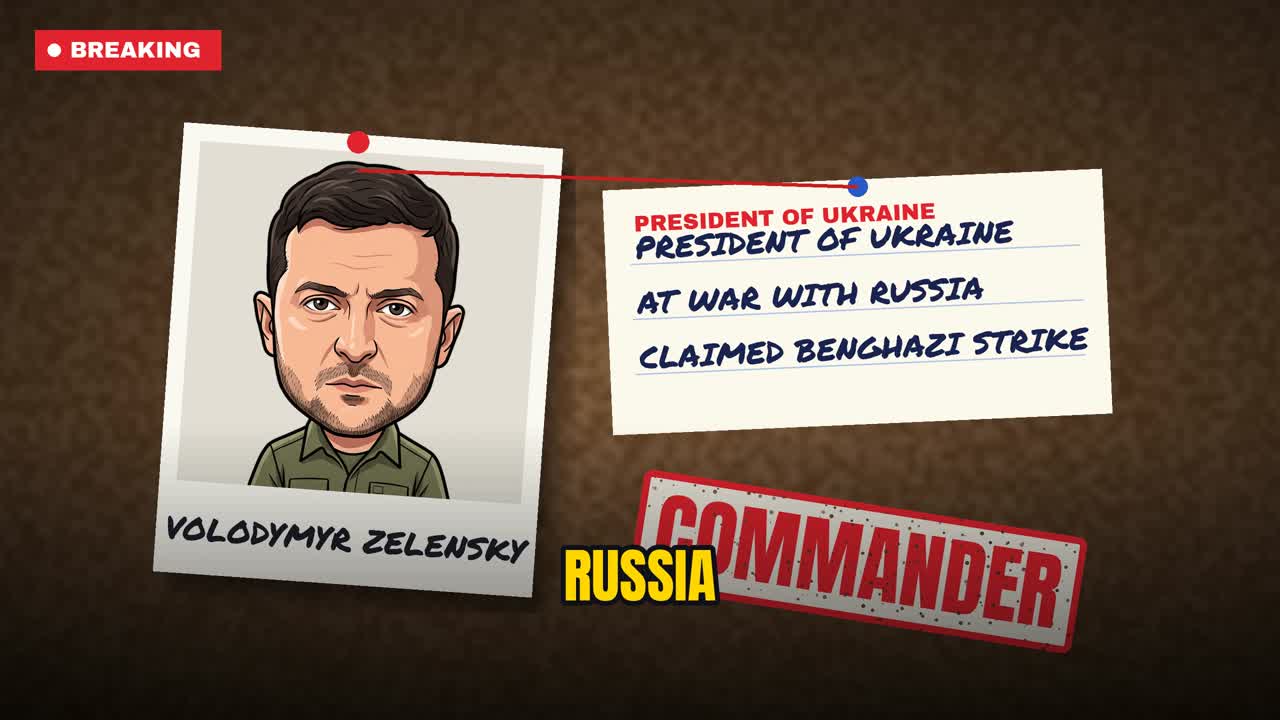 BREAKING
PRESIDENT OF UKRAINE
PRESIDENT OF UKRAINE
AT WAR WITH RUSSIA
CLAIMED BENGHAZI STRIKE
VOLODYMYR ZELENSKY
COMMANDER
RUSSIA